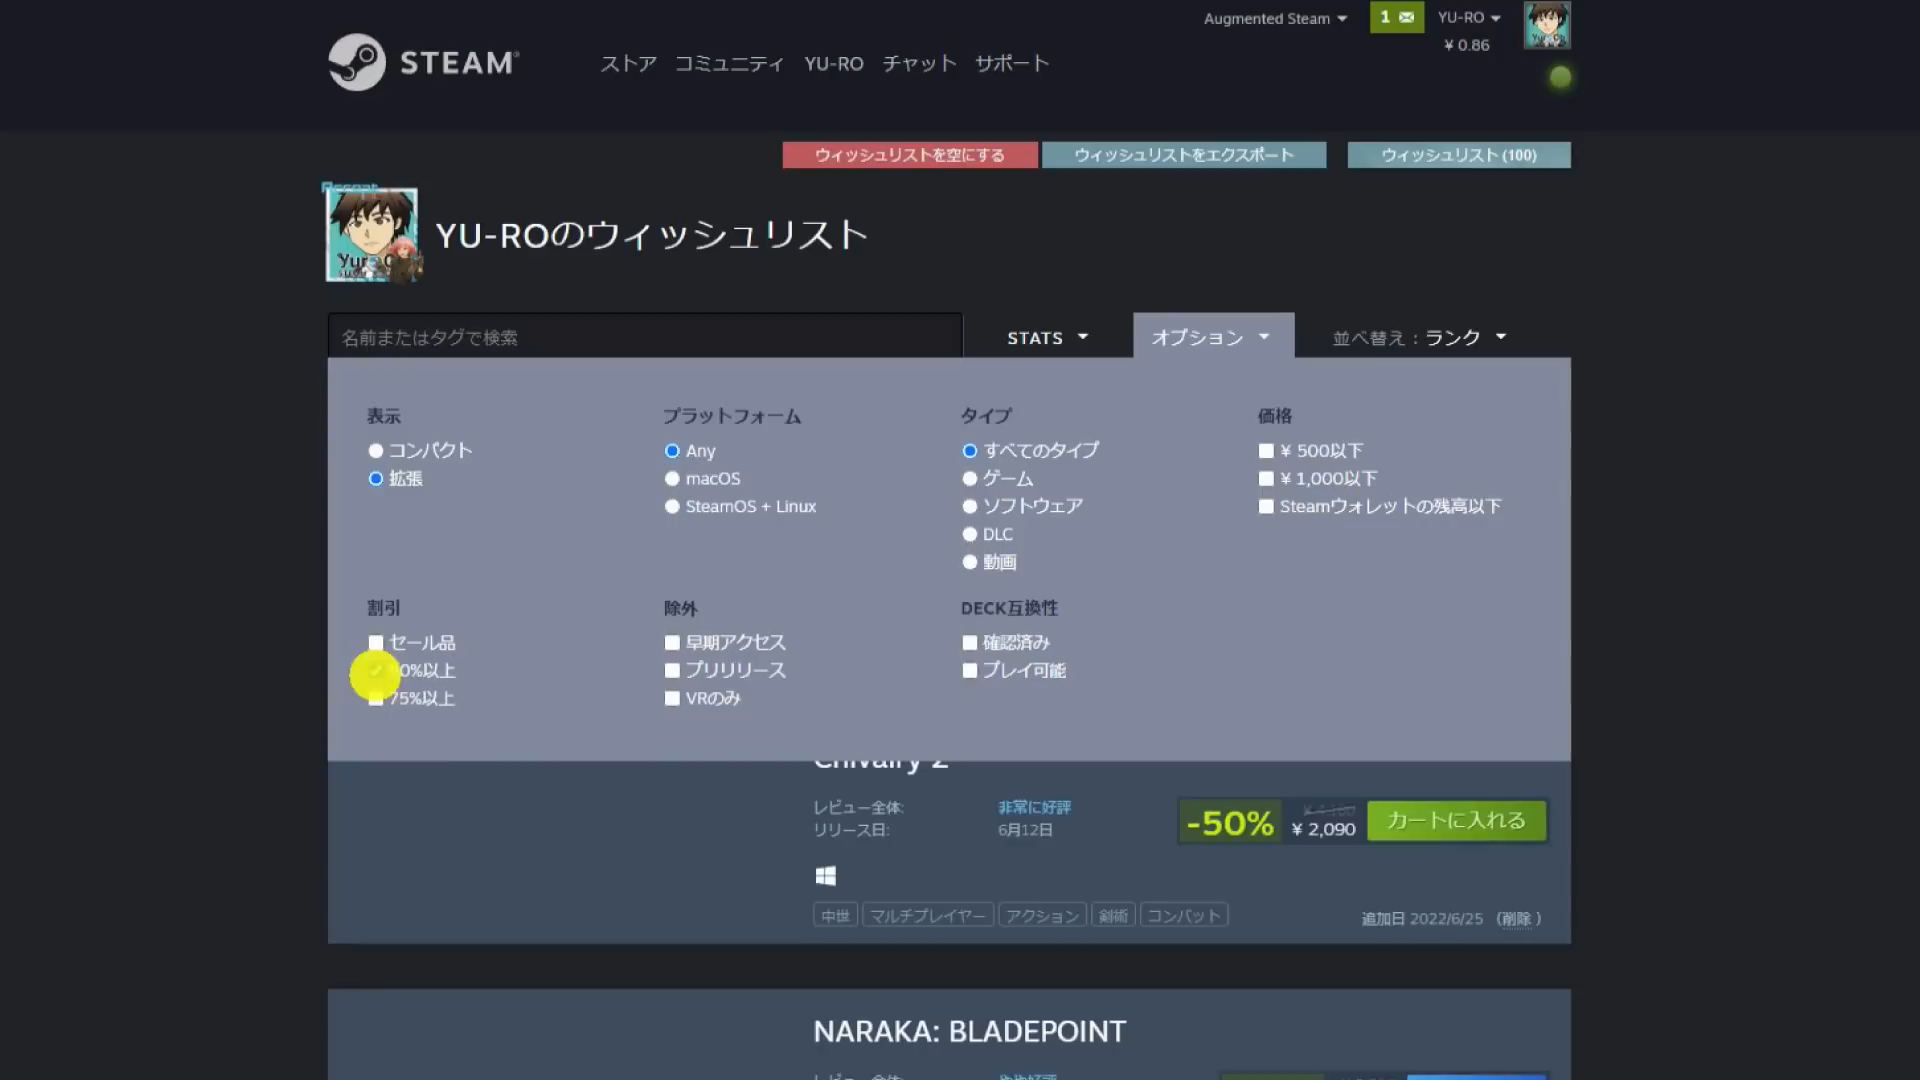 Augmented Steam
1
YU-RO
¥ 0.86
STEAM®
ストア コミュニティ YU-RO チャット サポート
ウィッシュリストを空にする
ウィッシュリストをエクスポート
ウィッシュリスト (100)
YU-ROのウィッシュリスト
名前またはタグで検索
STATS
オプション
並べ替え : ランク
表示
コンパクト
拡張
プラットフォーム
Any
macOS
SteamOS + Linux
タイプ
すべてのタイプ
ゲーム
ソフトウェア
DLC
動画
価格
¥ 500以下
¥ 1,000以下
Steamウォレットの残高以下
割引
セール品
0%以上
75%以上
除外
早期アクセス
プリリリース
VRのみ
DECK互換性
確認済み
プレイ可能
Chivalry 2
レビュー全体: 非常に好評
リリース日: 6月12日
-50%
¥ 2,090
カートに入れる
中世 マルチプレイヤー アクション 剣術 コンバット
追加日 2022/6/25 (削除 )
NARAKA: BLADEPOINT